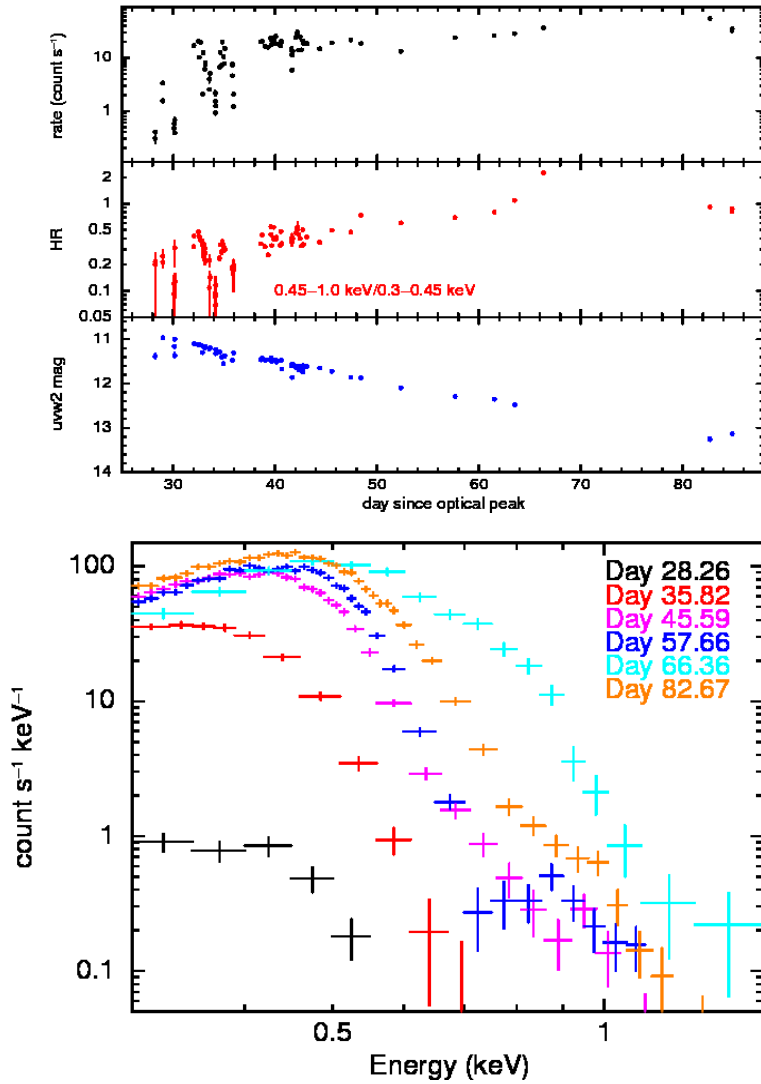 rate (count s⁻¹)
10
1
HR
2
1
0.5
0.2
0.1
0.05
0.45–1.0 keV/0.3–0.45 keV
uvw2 mag
11
12
13
14
30 40 50 60 70 80
day since optical peak
count s⁻¹ keV⁻¹
100
10
1
0.1
Day 28.26
Day 35.82
Day 45.59
Day 57.66
Day 66.36
Day 82.67
0.5 1
Energy (keV)